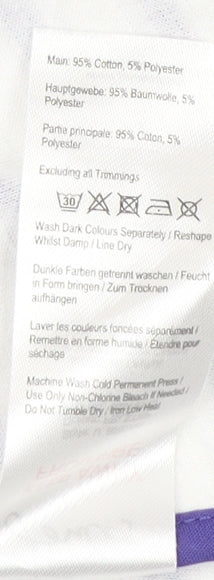 Main: 95% Cotton, 5% Polyester
Hauptgewebe: 95% Baumwolle, 5%
Polyester
Partie principale: 95% Coton, 5%
Polyester
Excluding all Trimmings
30
Wash Dark Colours Separately / Reshape
Whilst Damp / Line Dry
Dunkle Farben getrennt waschen / Feucht
in Form bringen / Zum Trocknen
aufhängen
Laver les couleurs foncées séparément /
Remettre en forme humide / Étendre pour
séchage
Machine Wash Cold Permanent Press /
Use Only Non-Chlorine Bleach If Needed /
Do Not Tumble Dry / Iron Low Heat